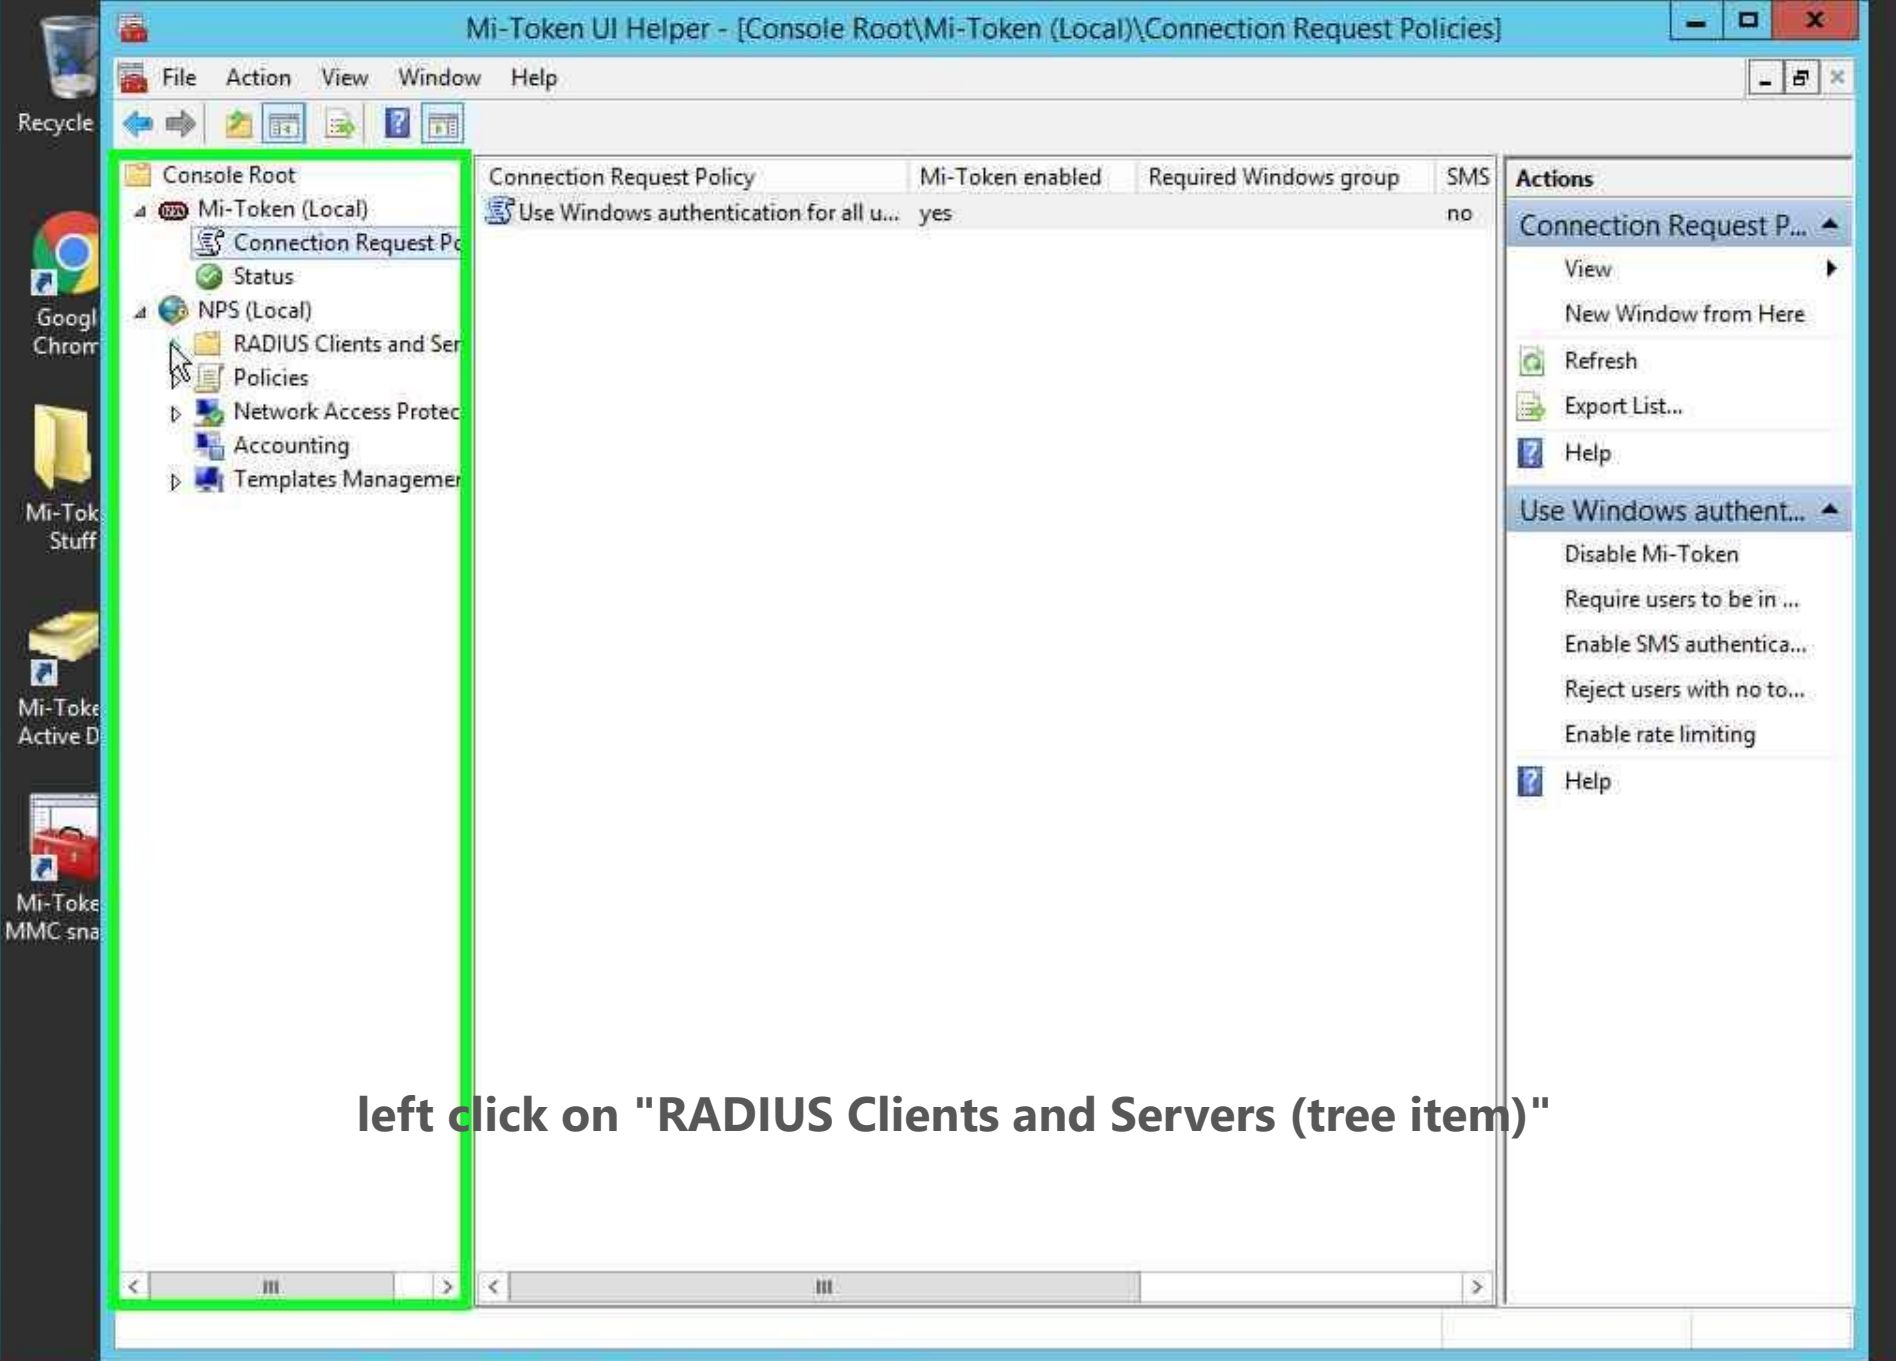 Mi-Token UI Helper - [Console Root\Mi-Token (Local)\Connection Request Policies]
File Action View Window Help
Recycle
Googl
Chrom
Mi-Tok
Stuff
Mi-Toke
Active D
Mi-Toke
MMC sna
Console Root
Mi-Token (Local)
Connection Request Po
Status
NPS (Local)
RADIUS Clients and Ser
Policies
Network Access Protec
Accounting
Templates Managemen
Connection Request Policy Mi-Token enabled Required Windows group SMS
Use Windows authentication for all u... yes no
Actions
Connection Request P...
View
New Window from Here
Refresh
Export List...
Help
Use Windows authent...
Disable Mi-Token
Require users to be in ...
Enable SMS authentica...
Reject users with no to...
Enable rate limiting
Help
left click on "RADIUS Clients and Servers (tree item)"